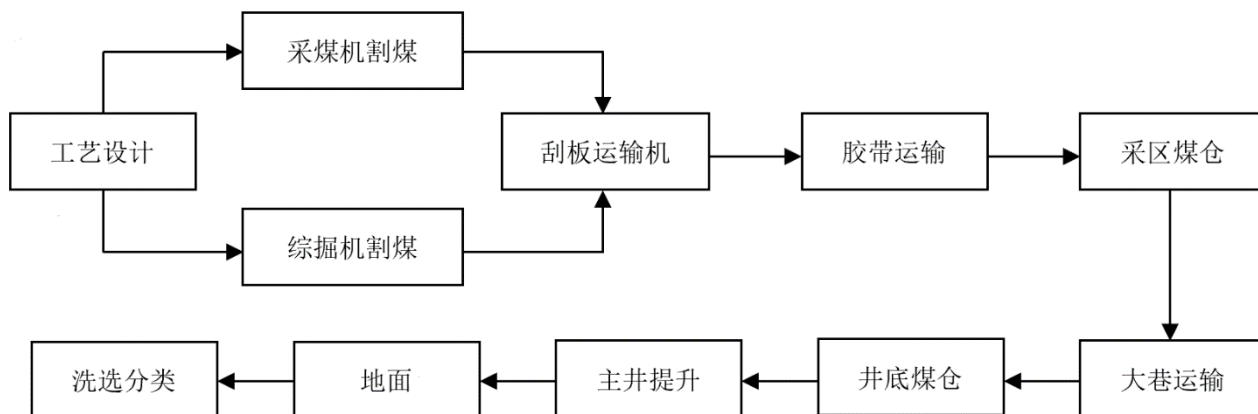 采煤机割煤
工艺设计
刮板运输机
胶带运输
采区煤仓
综掘机割煤
洗选分类
地面
主井提升
井底煤仓
大巷运输